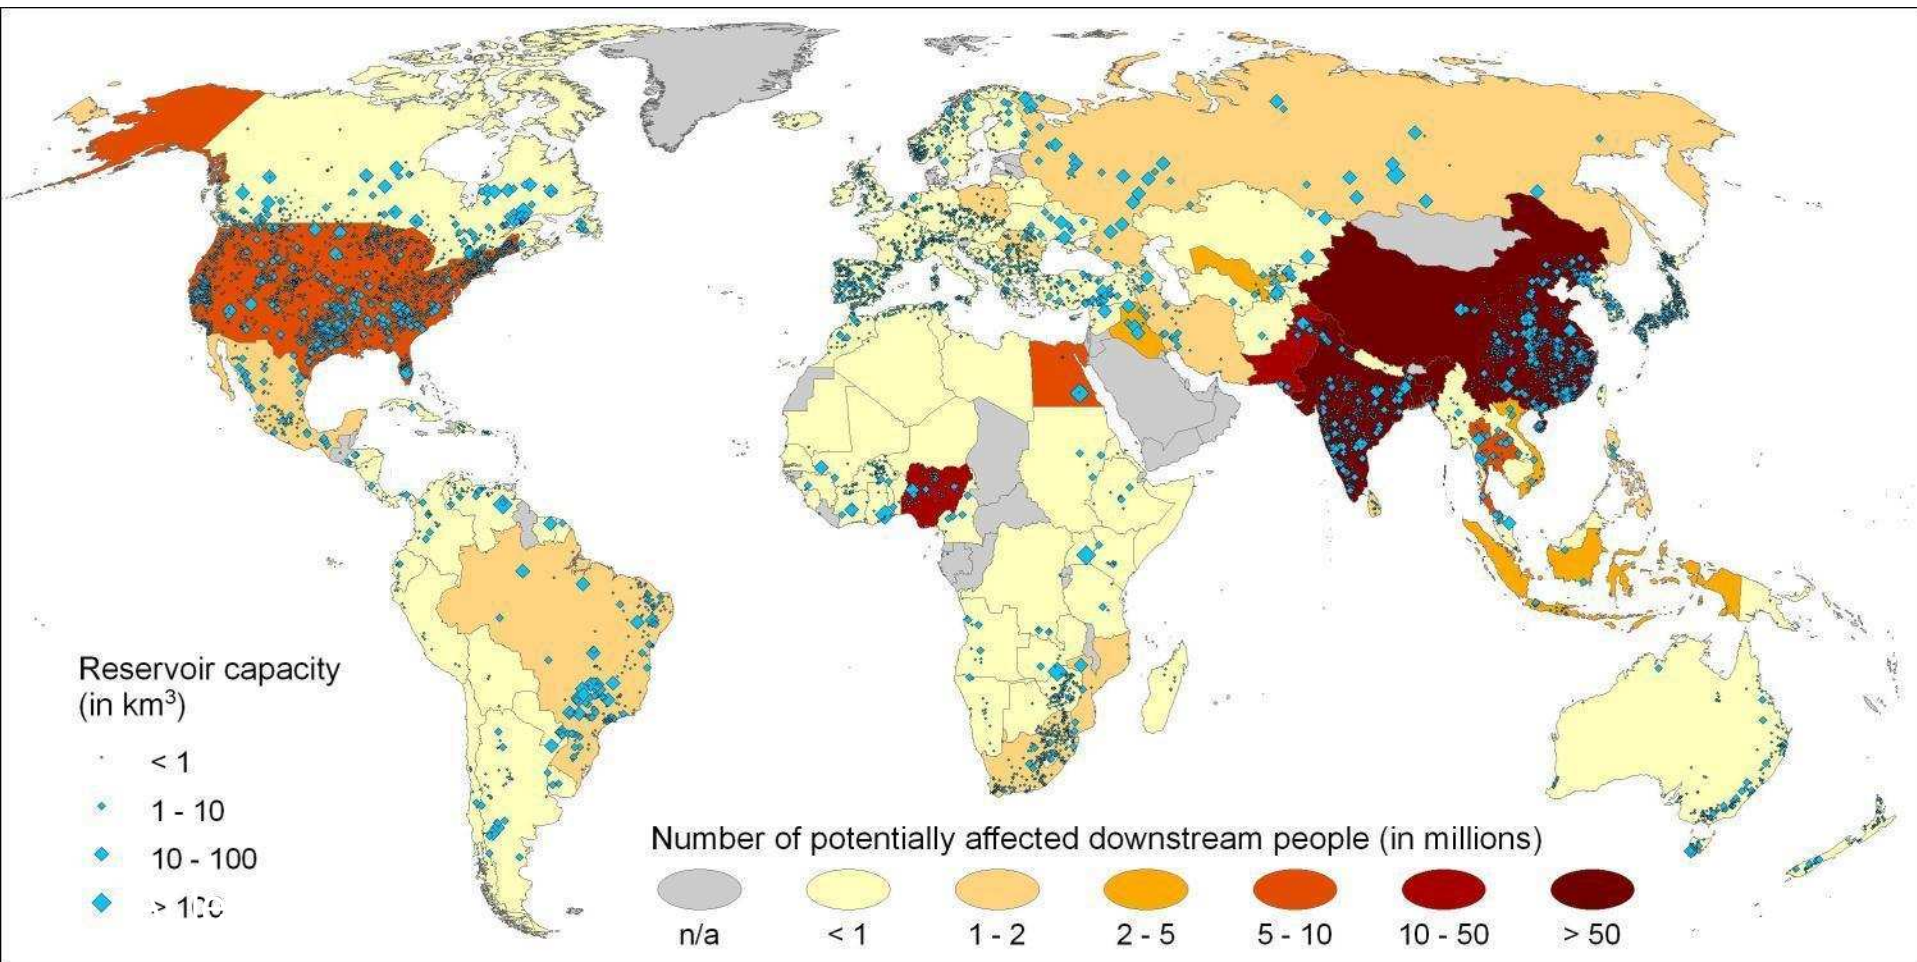 Reservoir capacity
(in km³)
< 1
1 - 10
10 - 100
Number of potentially affected downstream people (in millions)
n/a
< 1
1 - 2
2 - 5
5 - 10
10 - 50
> 50